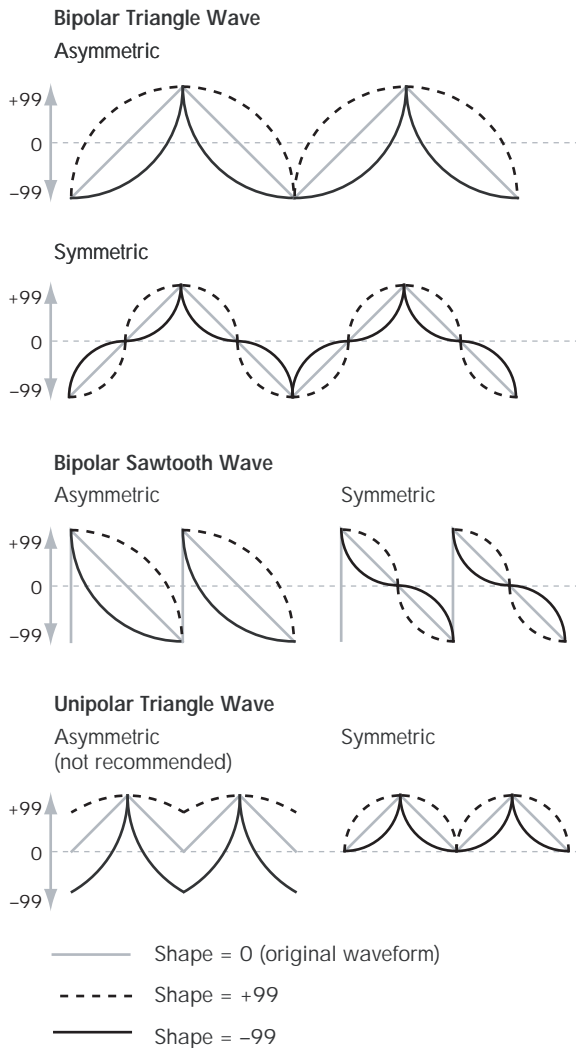 Bipolar Triangle Wave
Asymmetric
+99
0
–99
Symmetric
+99
0
–99
Bipolar Sawtooth Wave
Asymmetric
Symmetric
+99
0
–99
Unipolar Triangle Wave
Asymmetric
(not recommended)
Symmetric
+99
0
–99
Shape = 0 (original waveform)
Shape = +99
Shape = –99